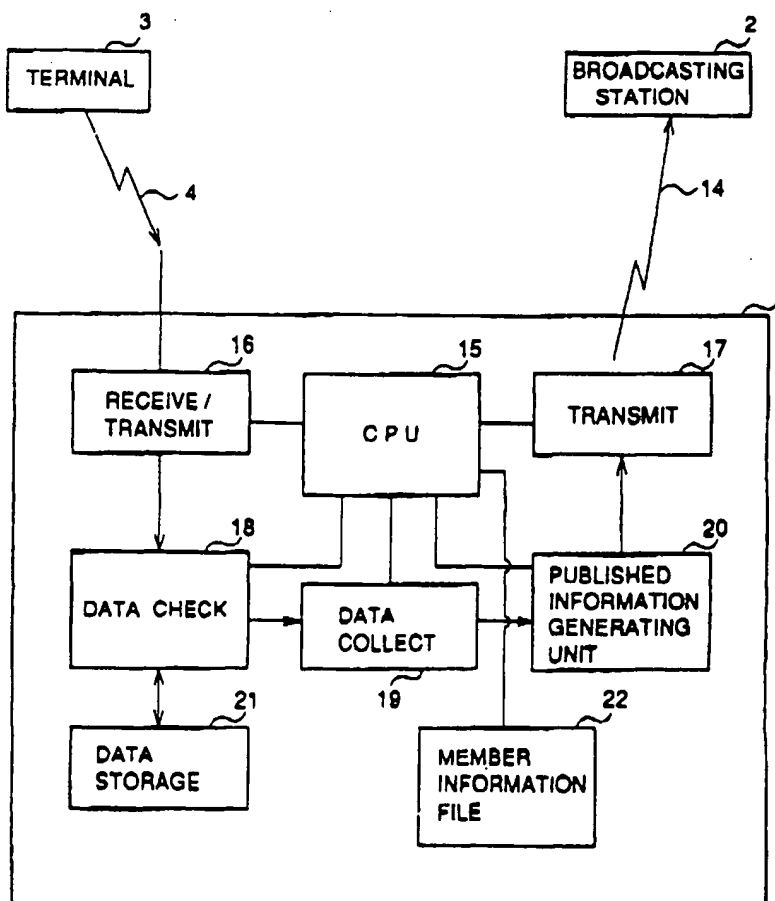 3
TERMINAL
2
BROADCASTING
STATION
4
14
16
RECEIVE /
TRANSMIT
15
CPU
17
TRANSMIT
18
DATA CHECK
19
DATA
COLLECT
20
PUBLISHED
INFORMATION
GENERATING
UNIT
21
DATA
STORAGE
22
MEMBER
INFORMATION
FILE